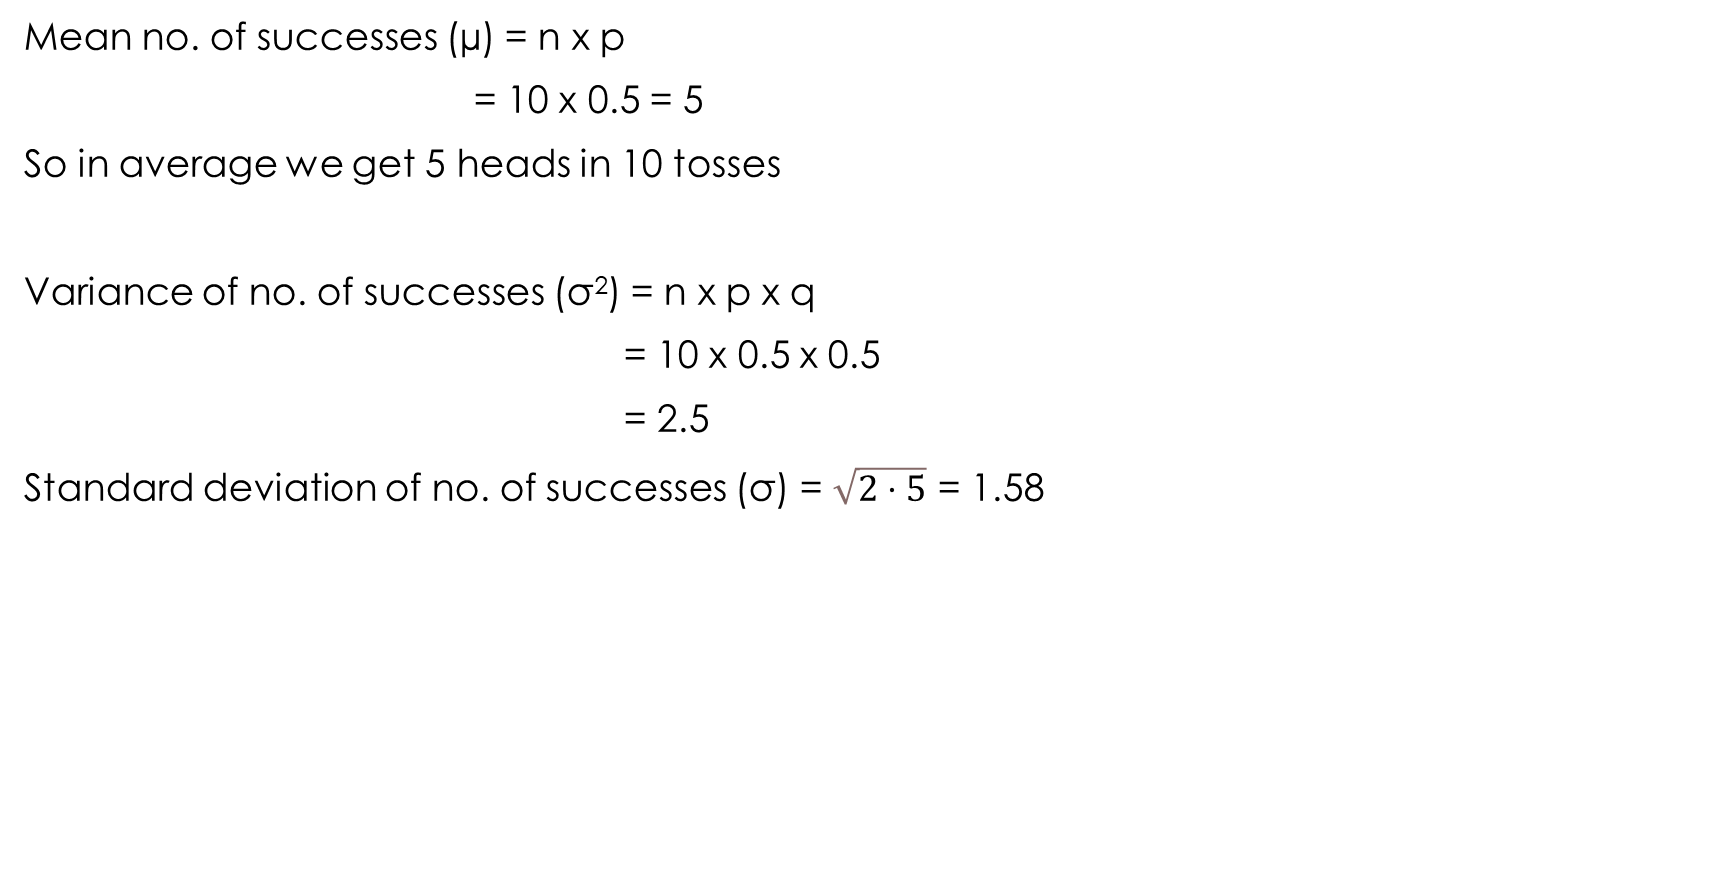 Mean no. of successes (μ) = n x p
= 10 x 0.5 = 5
So in average we get 5 heads in 10 tosses
Variance of no. of successes (σ²) = n x p x q
= 10 x 0.5 x 0.5
= 2.5
Standard deviation of no. of successes (σ) = √2 · 5 = 1.58